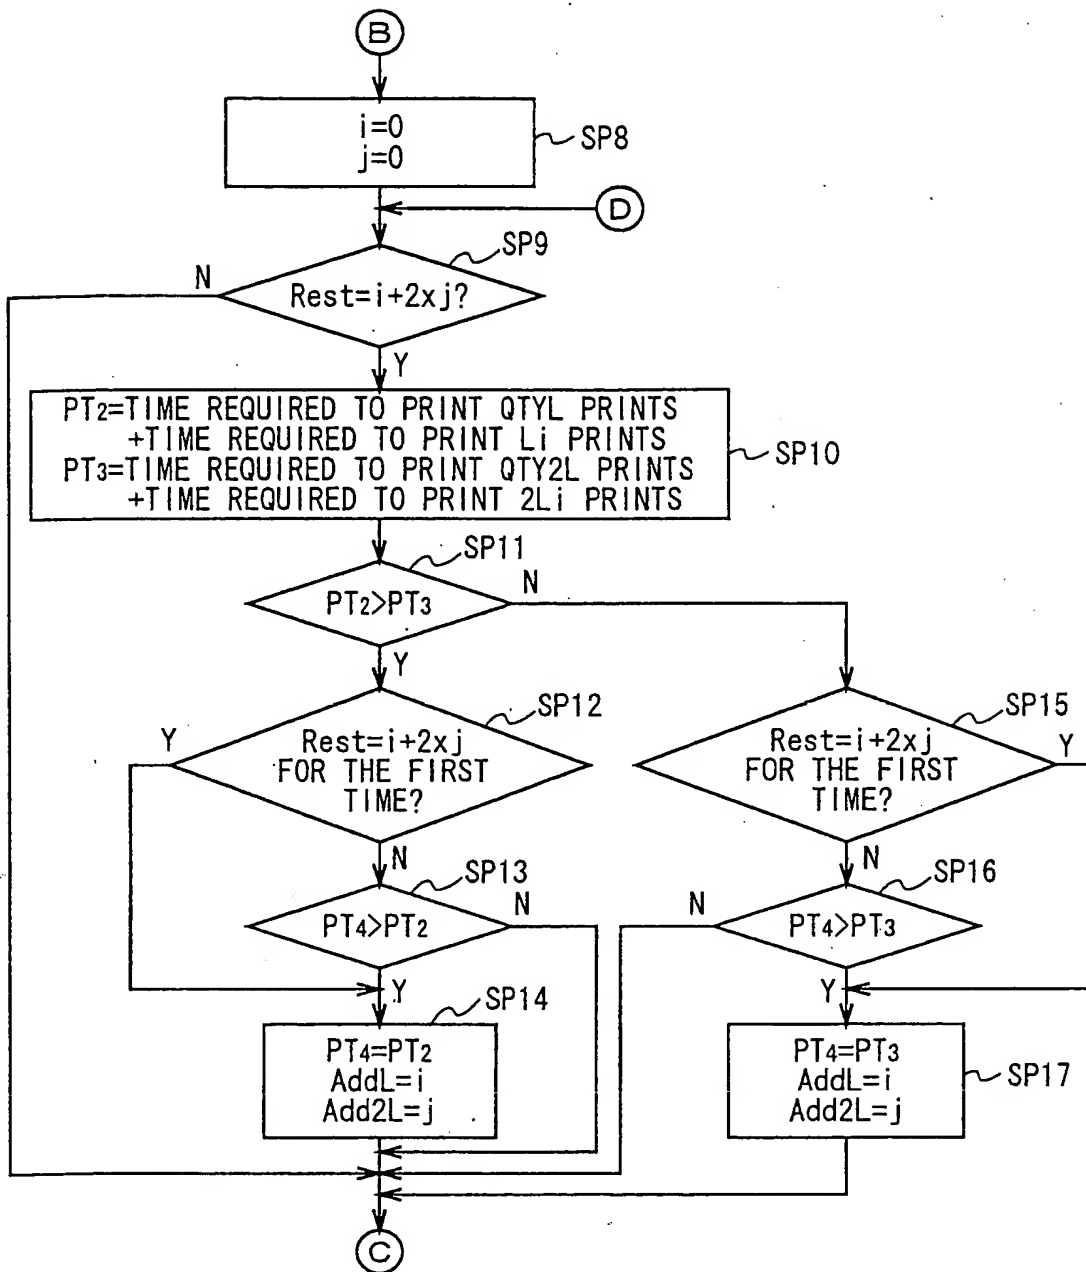 B
i=0
j=0
SP8
D
SP9
N
Rest=i+2xj?
Y
PT2=TIME REQUIRED TO PRINT QTYL PRINTS
+TIME REQUIRED TO PRINT Li PRINTS
PT3=TIME REQUIRED TO PRINT QTY2L PRINTS
+TIME REQUIRED TO PRINT 2Li PRINTS
SP10
SP11
N
PT2>PT3
Y
SP12
Y
Rest=i+2xj
FOR THE FIRST
TIME?
N
SP15
Rest=i+2xj
FOR THE FIRST
TIME?
Y
N
SP13
PT4>PT2
N
Y
SP16
N
PT4>PT3
Y
SP14
PT4=PT2
AddL=i
Add2L=j
PT4=PT3
AddL=i
Add2L=j
SP17
C